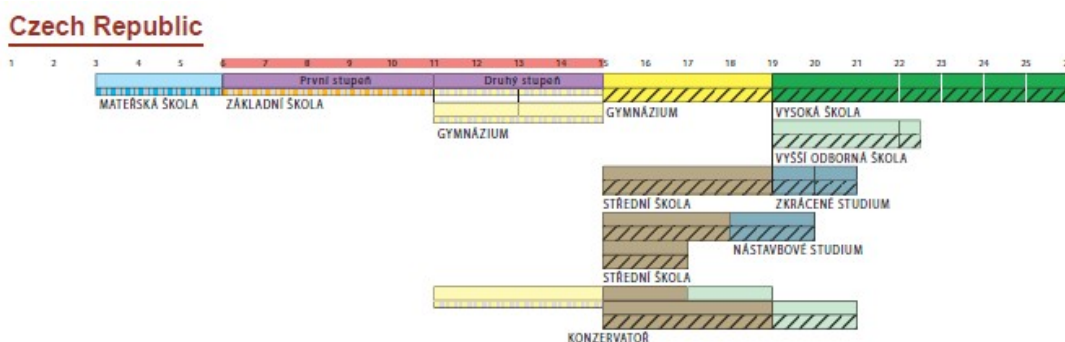 Czech Republic
1 2 3 4 5 6 7 8 9 10 11 12 13 14 15 16 17 18 19 20 21 22 23 24 25
První stupeň Druhý stupeň
MATEŘSKÁ ŠKOLA ZÁKLADNÍ ŠKOLA GYMNÁZIUM VYSOKÁ ŠKOLA
GYMNÁZIUM
VYŠŠÍ ODBORNÁ ŠKOLA
STŘEDNÍ ŠKOLA ZKRÁCENÉ STUDIUM
NÁSTAVBOVÉ STUDIUM
STŘEDNÍ ŠKOLA
KONZERVATOŘ